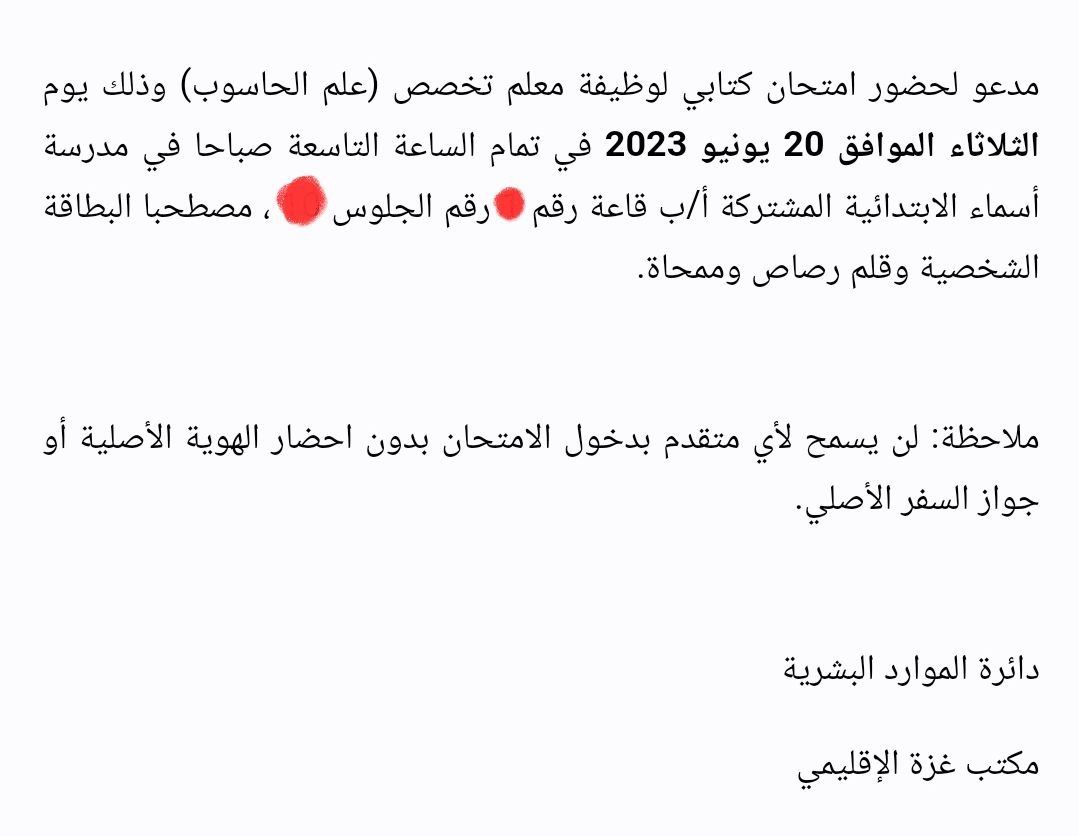 مدعو لحضور امتحان كتابي لوظيفة معلم تخصص (علم الحاسوب) وذلك يوم
الثلاثاء الموافق 20 يونيو 2023 في تمام الساعة التاسعة صباحا في مدرسة
أسماء الابتدائية المشتركة أ/ب قاعة رقم رقم الجلوس ، مصطحبا البطاقة
الشخصية وقلم رصاص وممحاة.
ملاحظة: لن يسمح لأي متقدم بدخول الامتحان بدون احضار الهوية الأصلية أو
جواز السفر الأصلي.
دائرة الموارد البشرية
مكتب غزة الإقليمي